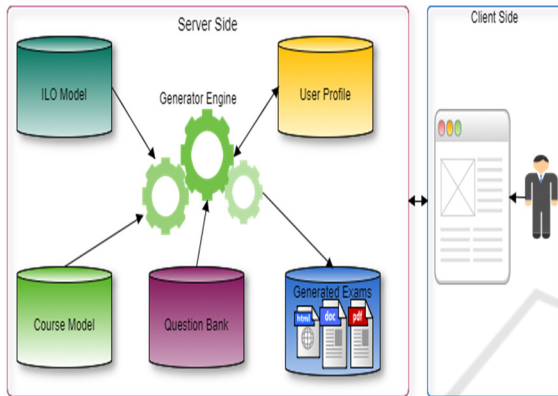 Server Side
Client Side
ILO Model
Generator Engine
User Profile
Course Model
Question Bank
Generated Exams
html
doc
pdf